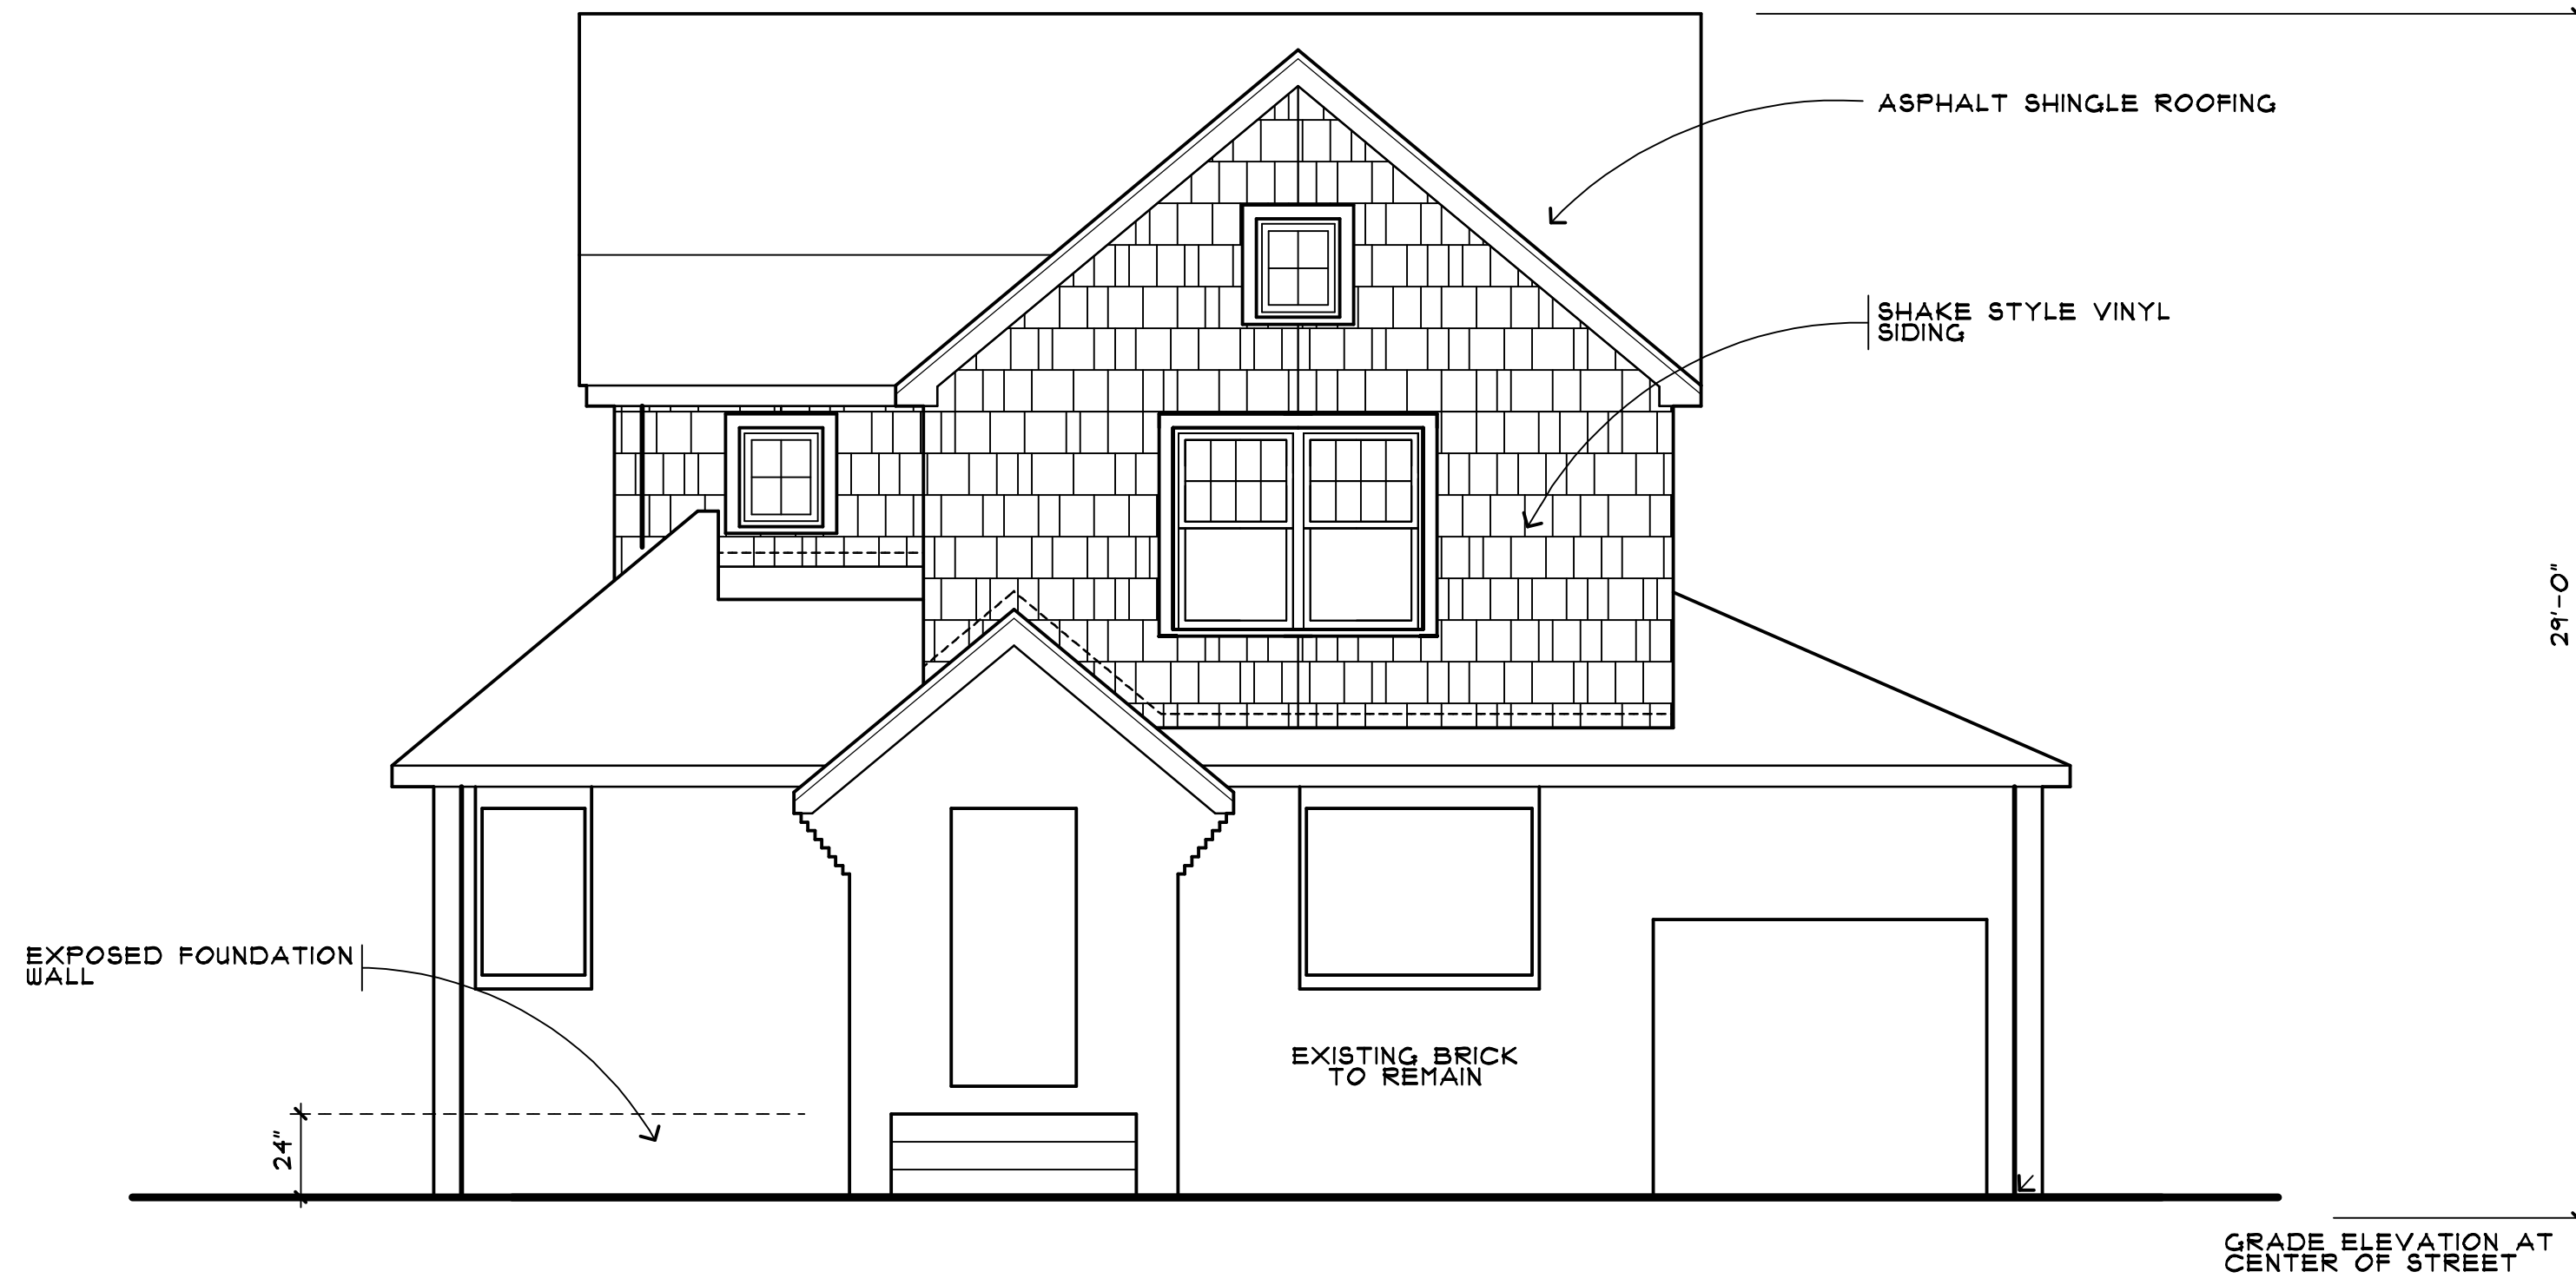 ASPHALT SHINGLE ROOFING
SHAKE STYLE VINYL
SIDING
29'-0"
EXPOSED FOUNDATION
WALL
EXISTING BRICK
TO REMAIN
24"
GRADE ELEVATION AT
CENTER OF STREET